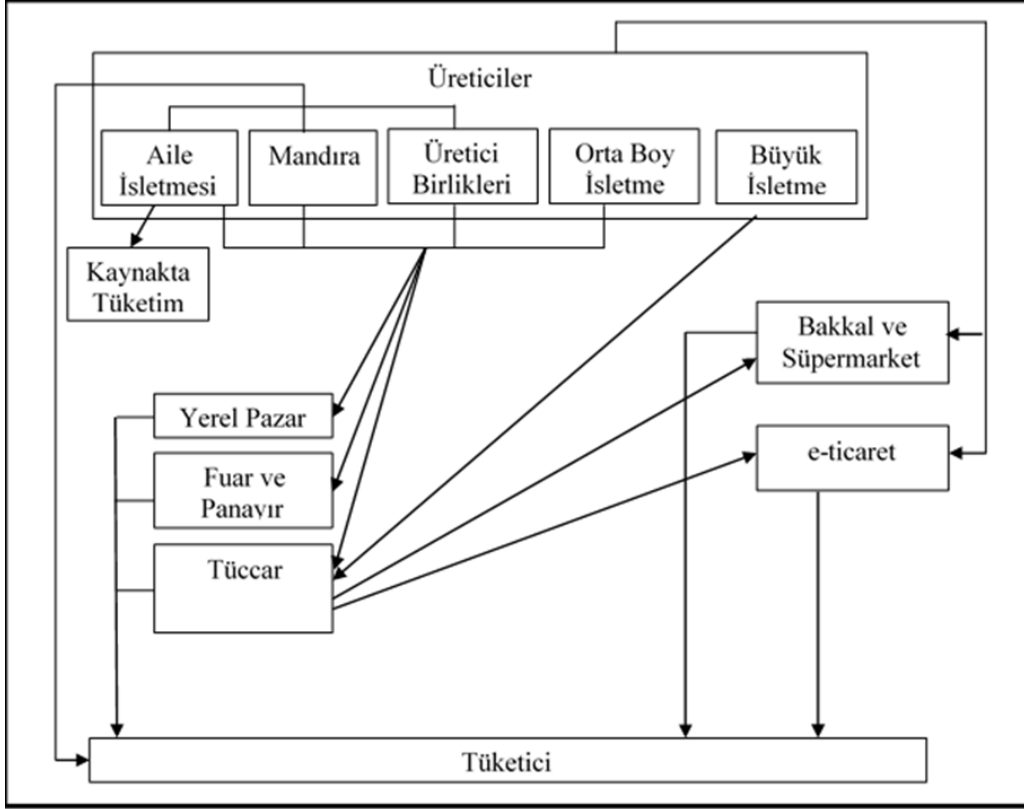 Üreticiler
Aile
İsletmesi
Mandıra
Üretici
Birlikleri
Orta Boy
İsletme
Büyük
İsletme
Kaynakta
Tüketim
Bakkal ve
Süpermarket
Yerel Pazar
e-ticaret
Fuar ve
Panayır
Tüccar
Tüketici